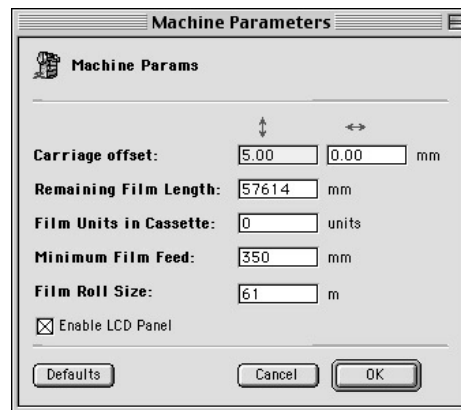 Machine Parameters
Machine Params
Carriage offset: 5.00 0.00 mm
Remaining Film Length: 57614 mm
Film Units in Cassette: 0 units
Minimum Film Feed: 350 mm
Film Roll Size: 61 m
Enable LCD Panel
Defaults Cancel OK